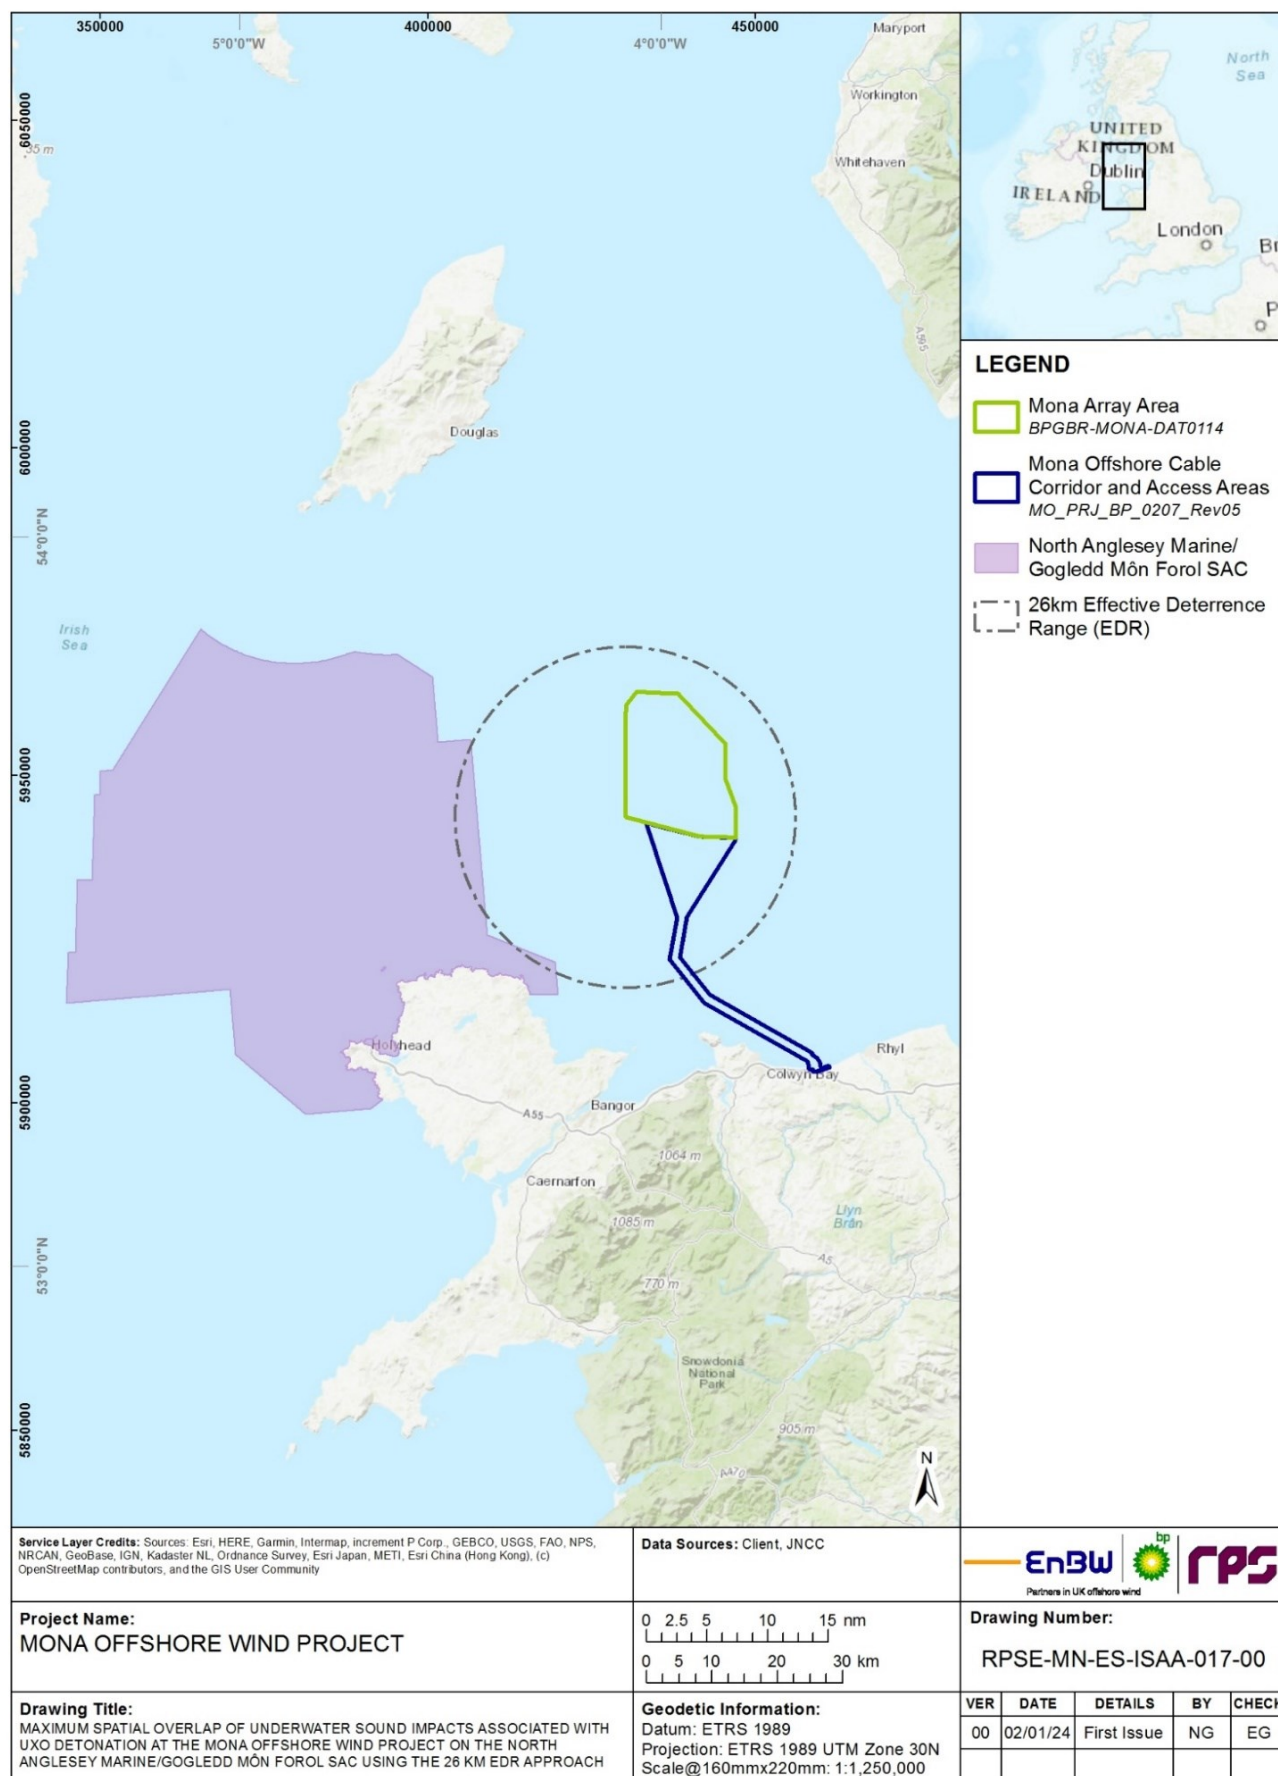 350000
400000
450000
5°0'0"W
4°0'0"W
6050000
6000000
5950000
5900000
5850000
54°0'0"N
53°0'0"N
35 m
Maryport
Workington
Whitehaven
A595
Douglas
Irish
Sea
Holyhead
A55
Bangor
Caernarfon
Colwyn Bay
Rhyl
1064 m
1085 m
770 m
Llyn
Brân
A5
Snowdonia
National
Park
905 m
A470
N
North
Sea
UNITED
KINGDOM
Dublin
IRELAND
London
Br
P
LEGEND
Mona Array Area
BPGBR-MONA-DAT0114
Mona Offshore Cable
Corridor and Access Areas
MO_PRJ_BP_0207_Rev05
North Anglesey Marine/
Gogledd Môn Forol SAC
26km Effective Deterrence
Range (EDR)
Service Layer Credits: Sources: Esri, HERE, Garmin, Intermap, increment P Corp., GEBCO, USGS, FAO, NPS,
NRCAN, GeoBase, IGN, Kadaster NL, Ordnance Survey, Esri Japan, METI, Esri China (Hong Kong), (c)
OpenStreetMap contributors, and the GIS User Community
Data Sources: Client, JNCC
EnBW
Partners in UK offshore wind
bp
rps
Project Name:
MONA OFFSHORE WIND PROJECT
0 2.5 5 10 15 nm
0 5 10 20 30 km
Drawing Number:
RPSE-MN-ES-ISAA-017-00
Drawing Title:
MAXIMUM SPATIAL OVERLAP OF UNDERWATER SOUND IMPACTS ASSOCIATED WITH
UXO DETONATION AT THE MONA OFFSHORE WIND PROJECT ON THE NORTH
ANGLESEY MARINE/GOGLEDD MÔN FOROL SAC USING THE 26 KM EDR APPROACH
Geodetic Information:
Datum: ETRS 1989
Projection: ETRS 1989 UTM Zone 30N
Scale@160mmx220mm: 1:1,250,000
VER DATE DETAILS BY CHECK
00 02/01/24 First Issue NG EG